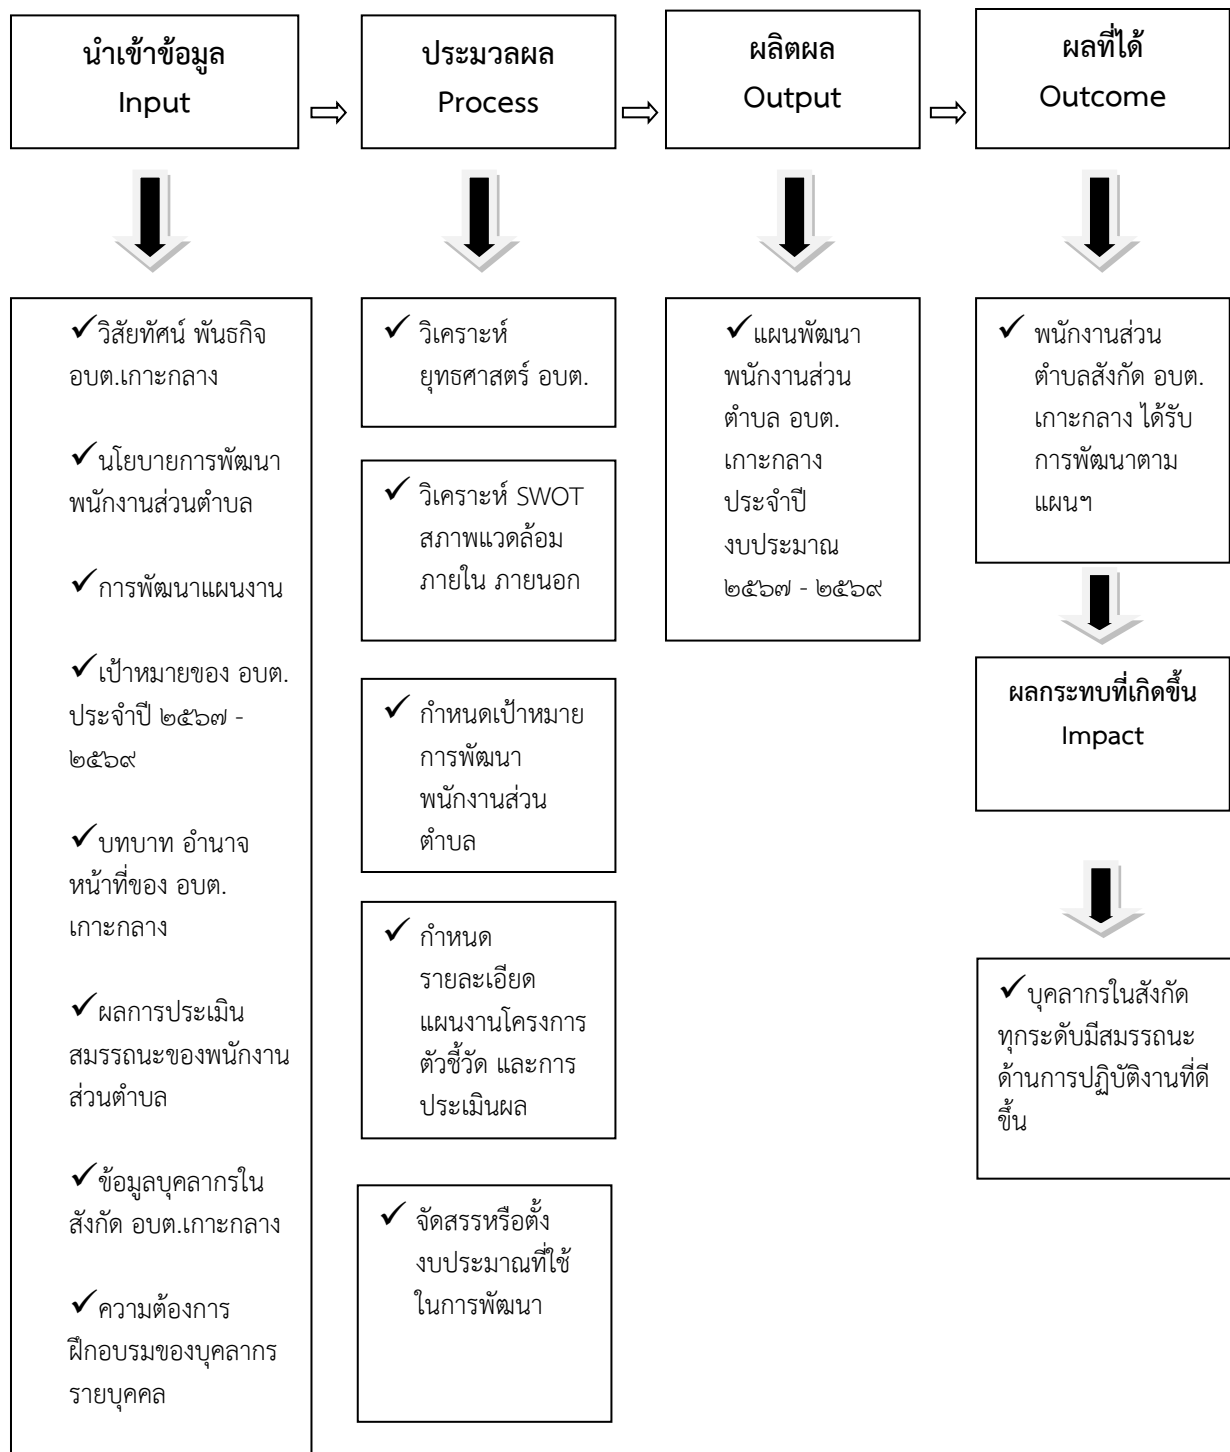 นำเข้าข้อมูล
Input
ประมวลผล
Process
ผลิตผล
Output
ผลที่ได้
Outcome
✓วิสัยทัศน์ พันธกิจ
อบต.เกาะกลาง
✓นโยบายการพัฒนา
พนักงานส่วนตำบล
✓การพัฒนาแผนงาน
✓เป้าหมายของ อบต.
ประจำปี ๒๕๖๗ -
๒๕๖๙
✓บทบาท อำนาจ
หน้าที่ของ อบต.
เกาะกลาง
✓ผลการประเมิน
สมรรถนะของพนักงาน
ส่วนตำบล
✓ข้อมูลบุคลากรใน
สังกัด อบต.เกาะกลาง
✓ความต้องการ
ฝึกอบรมของบุคลากร
รายบุคคล
✓ วิเคราะห์
ยุทธศาสตร์ อบต.
✓ วิเคราะห์ SWOT
สภาพแวดล้อม
ภายใน ภายนอก
✓ กำหนดเป้าหมาย
การพัฒนา
พนักงานส่วน
ตำบล
✓ กำหนด
รายละเอียด
แผนงานโครงการ
ตัวชี้วัด และการ
ประเมินผล
✓ จัดสรรหรือตั้ง
งบประมาณที่ใช้
ในการพัฒนา
✓แผนพัฒนา
พนักงานส่วน
ตำบล อบต.
เกาะกลาง
ประจำปี
งบประมาณ
๒๕๖๗ - ๒๕๖๙
✓ พนักงานส่วน
ตำบลสังกัด อบต.
เกาะกลาง ได้รับ
การพัฒนาตาม
แผนฯ
ผลกระทบที่เกิดขึ้น
Impact
✓บุคลากรในสังกัด
ทุกระดับมีสมรรถนะ
ด้านการปฏิบัติงานที่ดี
ขึ้น